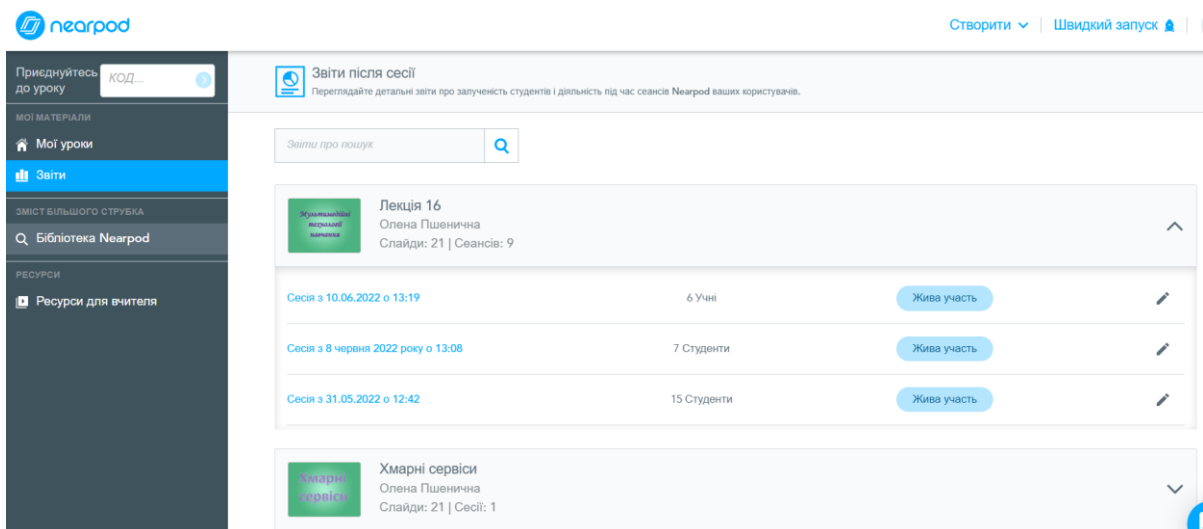 nearpod
Створити
Швидкий запуск
Приєднуйтесь до уроку
КОД...
МОЇ МАТЕРІАЛИ
Мої уроки
Звіти
ЗМІСТ БІЛЬШОГО СТРУБКА
Бібліотека Nearpod
РЕСУРСИ
Ресурси для вчителя
Звіти після сесії
Переглядайте детальні звіти про залученість студентів і діяльність під час сеансів Nearpod ваших користувачів.
Звіти про пошук
Мультимедійні
технології
навчання
Лекція 16
Олена Пшенична
Слайди: 21 | Сеансів: 9
Сесія з 10.06.2022 о 13:19 6 Учні Жива участь
Сесія з 8 червня 2022 року о 13:08 7 Студенти Жива участь
Сесія з 31.05.2022 о 12:42 15 Студенти Жива участь
Хмарні
сервіси
Хмарні сервіси
Олена Пшенична
Слайди: 21 | Сесії: 1